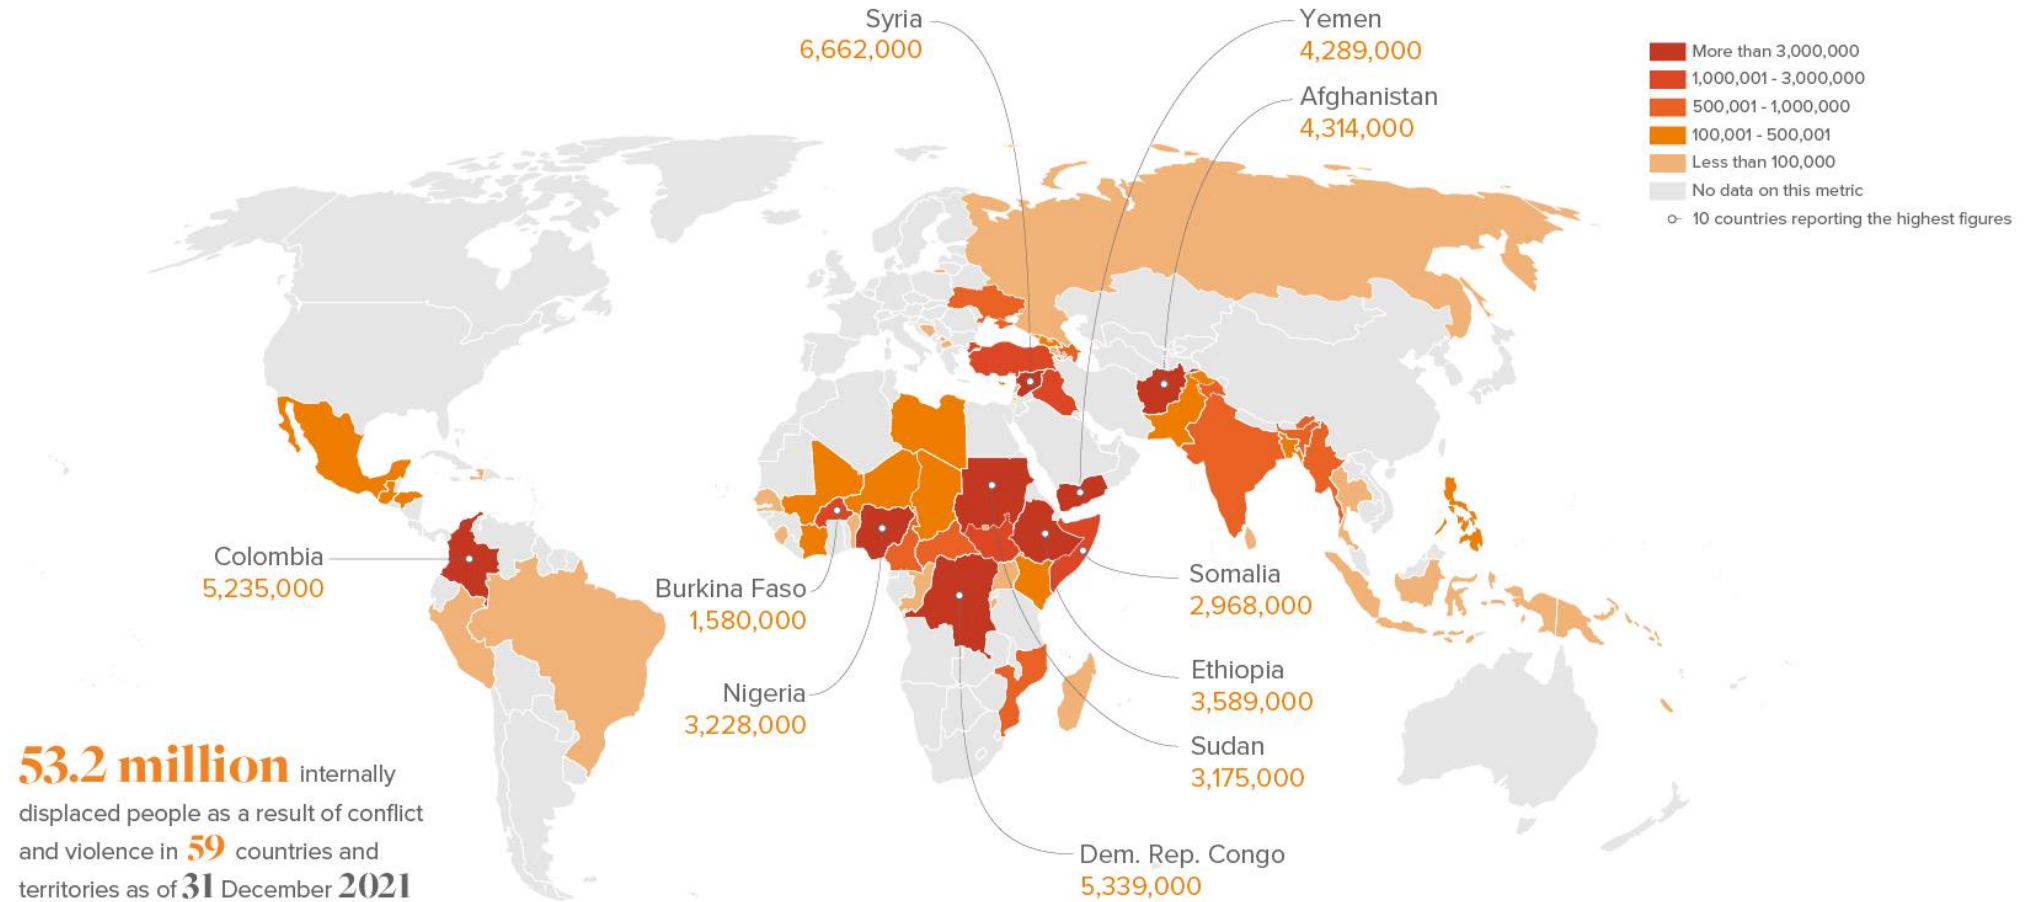 Syria
6,662,000
Yemen
4,289,000
Afghanistan
4,314,000
More than 3,000,000
1,000,001 - 3,000,000
500,001 - 1,000,000
100,001 - 500,001
Less than 100,000
No data on this metric
10 countries reporting the highest figures
Colombia
5,235,000
Burkina Faso
1,580,000
Nigeria
3,228,000
Somalia
2,968,000
Ethiopia
3,589,000
Sudan
3,175,000
Dem. Rep. Congo
5,339,000
53.2 million internally
displaced people as a result of conflict
and violence in 59 countries and
territories as of 31 December 2021